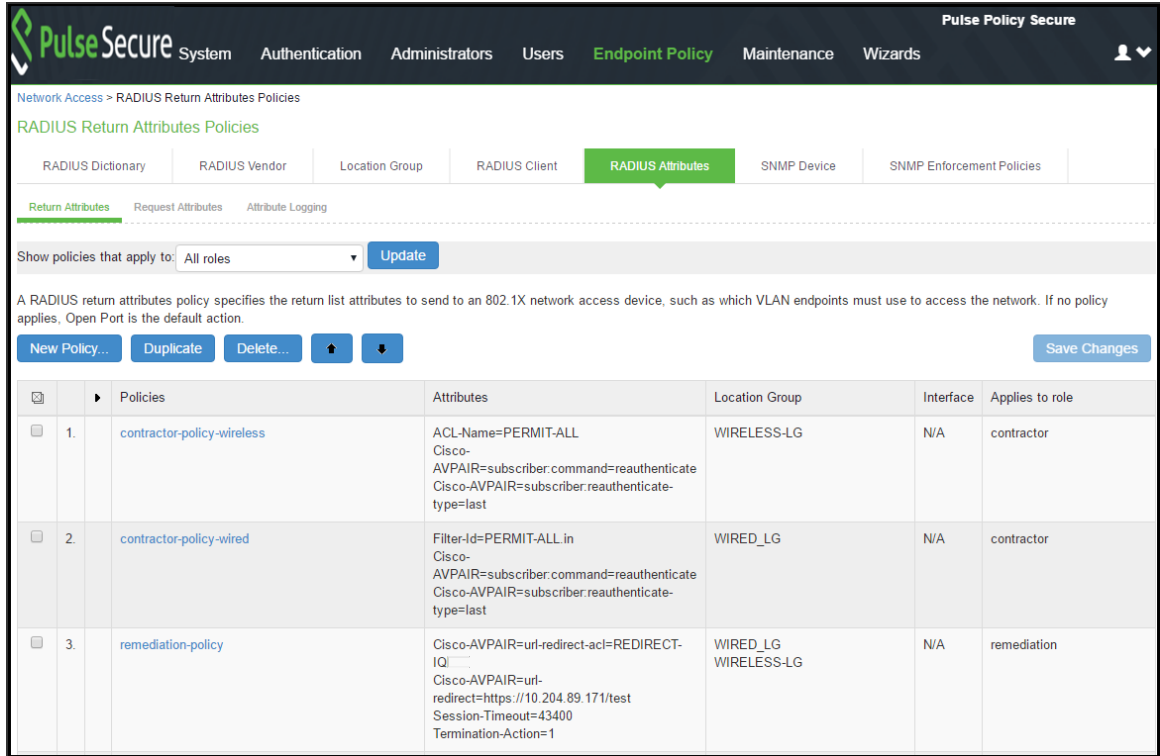 Pulse Policy Secure
Pulse Secure System Authentication Administrators Users Endpoint Policy Maintenance Wizards
Network Access > RADIUS Return Attributes Policies
RADIUS Return Attributes Policies
RADIUS Dictionary RADIUS Vendor Location Group RADIUS Client RADIUS Attributes SNMP Device SNMP Enforcement Policies
Return Attributes Request Attributes Attribute Logging
Show policies that apply to: All roles Update
A RADIUS return attributes policy specifies the return list attributes to send to an 802.1X network access device, such as which VLAN endpoints must use to access the network. If no policy
applies, Open Port is the default action.
New Policy... Duplicate Delete... Save Changes
Policies Attributes Location Group Interface Applies to role
1. contractor-policy-wireless ACL-Name=PERMIT-ALL WIRELESS-LG N/A contractor
Cisco-
AVPAIR=subscriber:command=reauthenticate
Cisco-AVPAIR=subscriber:reauthenticate-
type=last
2. contractor-policy-wired Filter-Id=PERMIT-ALL.in WIRED_LG N/A contractor
Cisco-
AVPAIR=subscriber:command=reauthenticate
Cisco-AVPAIR=subscriber:reauthenticate-
type=last
3. remediation-policy Cisco-AVPAIR=url-redirect-acl=REDIRECT- WIRED_LG N/A remediation
IQ WIRELESS-LG
Cisco-AVPAIR=url-
redirect=https://10.204.89.171/test
Session-Timeout=43400
Termination-Action=1